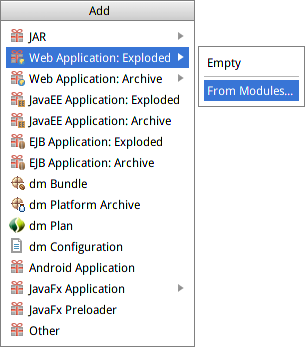 Add
JAR
Web Application: Exploded
Web Application: Archive
JavaEE Application: Exploded
JavaEE Application: Archive
EJB Application: Exploded
EJB Application: Archive
dm Bundle
dm Platform Archive
dm Plan
dm Configuration
Android Application
JavaFx Application
JavaFx Preloader
Other
Empty
From Modules...